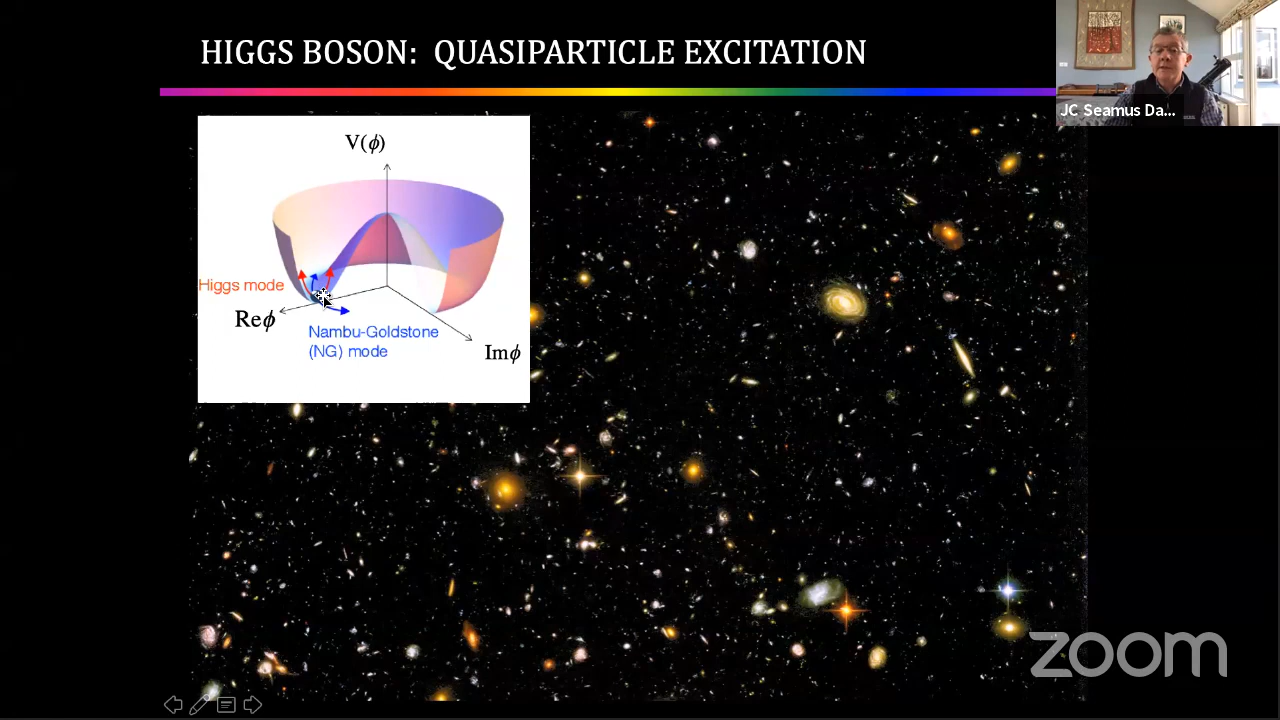 HIGGS BOSON: QUASIPARTICLE EXCITATION
JC Seamus Da...
V(ϕ)
Higgs mode
Reϕ
Nambu-Goldstone
(NG) mode
Imϕ
zoom